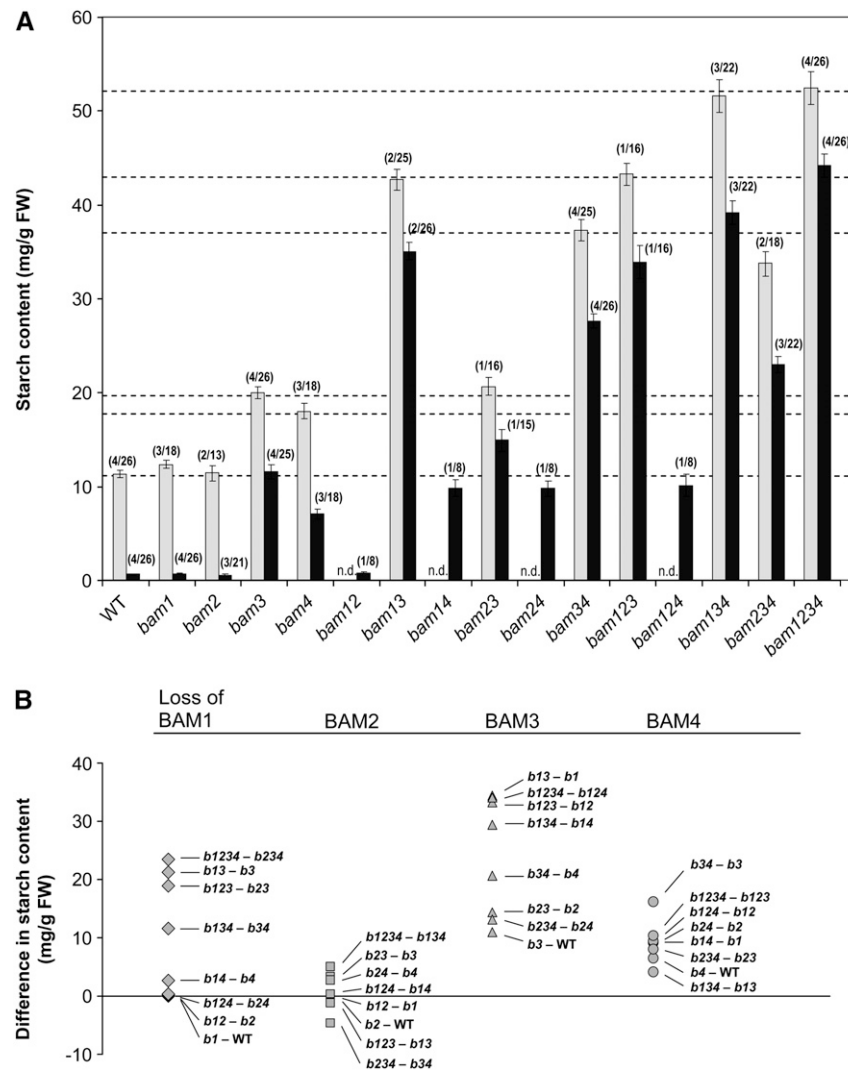 A
Starch content (mg/g FW)
60
50
40
30
20
10
0
(4/26)
(4/26)
(3/18)
(4/26)
(2/13)
(3/21)
(4/26)
(4/25)
(3/18)
(3/18)
n.d.
(1/8)
(2/25)
(2/26)
n.d.
(1/8)
(1/16)
(1/15)
n.d.
(1/8)
(4/25)
(4/26)
(1/16)
(1/16)
n.d.
(1/8)
(3/22)
(3/22)
(2/18)
(3/22)
(4/26)
(4/26)
WT
bam1
bam2
bam3
bam4
bam12
bam13
bam14
bam23
bam24
bam34
bam123
bam124
bam134
bam234
bam1234
B
Loss of
BAM1
BAM2
BAM3
BAM4
Difference in starch content
(mg/g FW)
40
30
20
10
0
-10
b1234 – b234
b13 – b3
b123 – b23
b134 – b34
b14 – b4
b124 – b24
b12 – b2
b1 – WT
b1234 – b134
b23 – b3
b24 – b4
b124 – b14
b12 – b1
b2 – WT
b123 – b13
b234 – b34
b13 – b1
b1234 – b124
b123 – b12
b134 – b14
b34 – b4
b23 – b2
b234 – b24
b3 – WT
b34 – b3
b1234 – b123
b124 – b12
b24 – b2
b14 – b1
b234 – b23
b4 – WT
b134 – b13